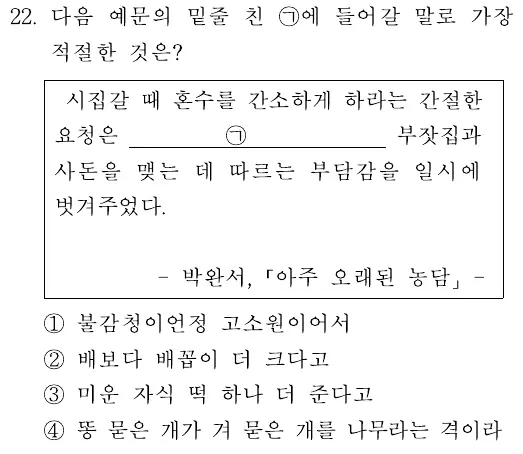 22. 다음 예문의 밑줄 친 ㉠에 들어갈 말로 가장
적절한 것은?
시집갈 때 혼수를 간소하게 하라는 간절한
요청은 ㉠ 부잣집과
사돈을 맺는 데 따르는 부담감을 일시에
벗겨주었다.
- 박완서, 「아주 오래된 농담」 -
① 불감청이언정 고소원이어서
② 배보다 배꼽이 더 크다고
③ 미운 자식 떡 하나 더 준다고
④ 똥 묻은 개가 겨 묻은 개를 나무라는 격이라